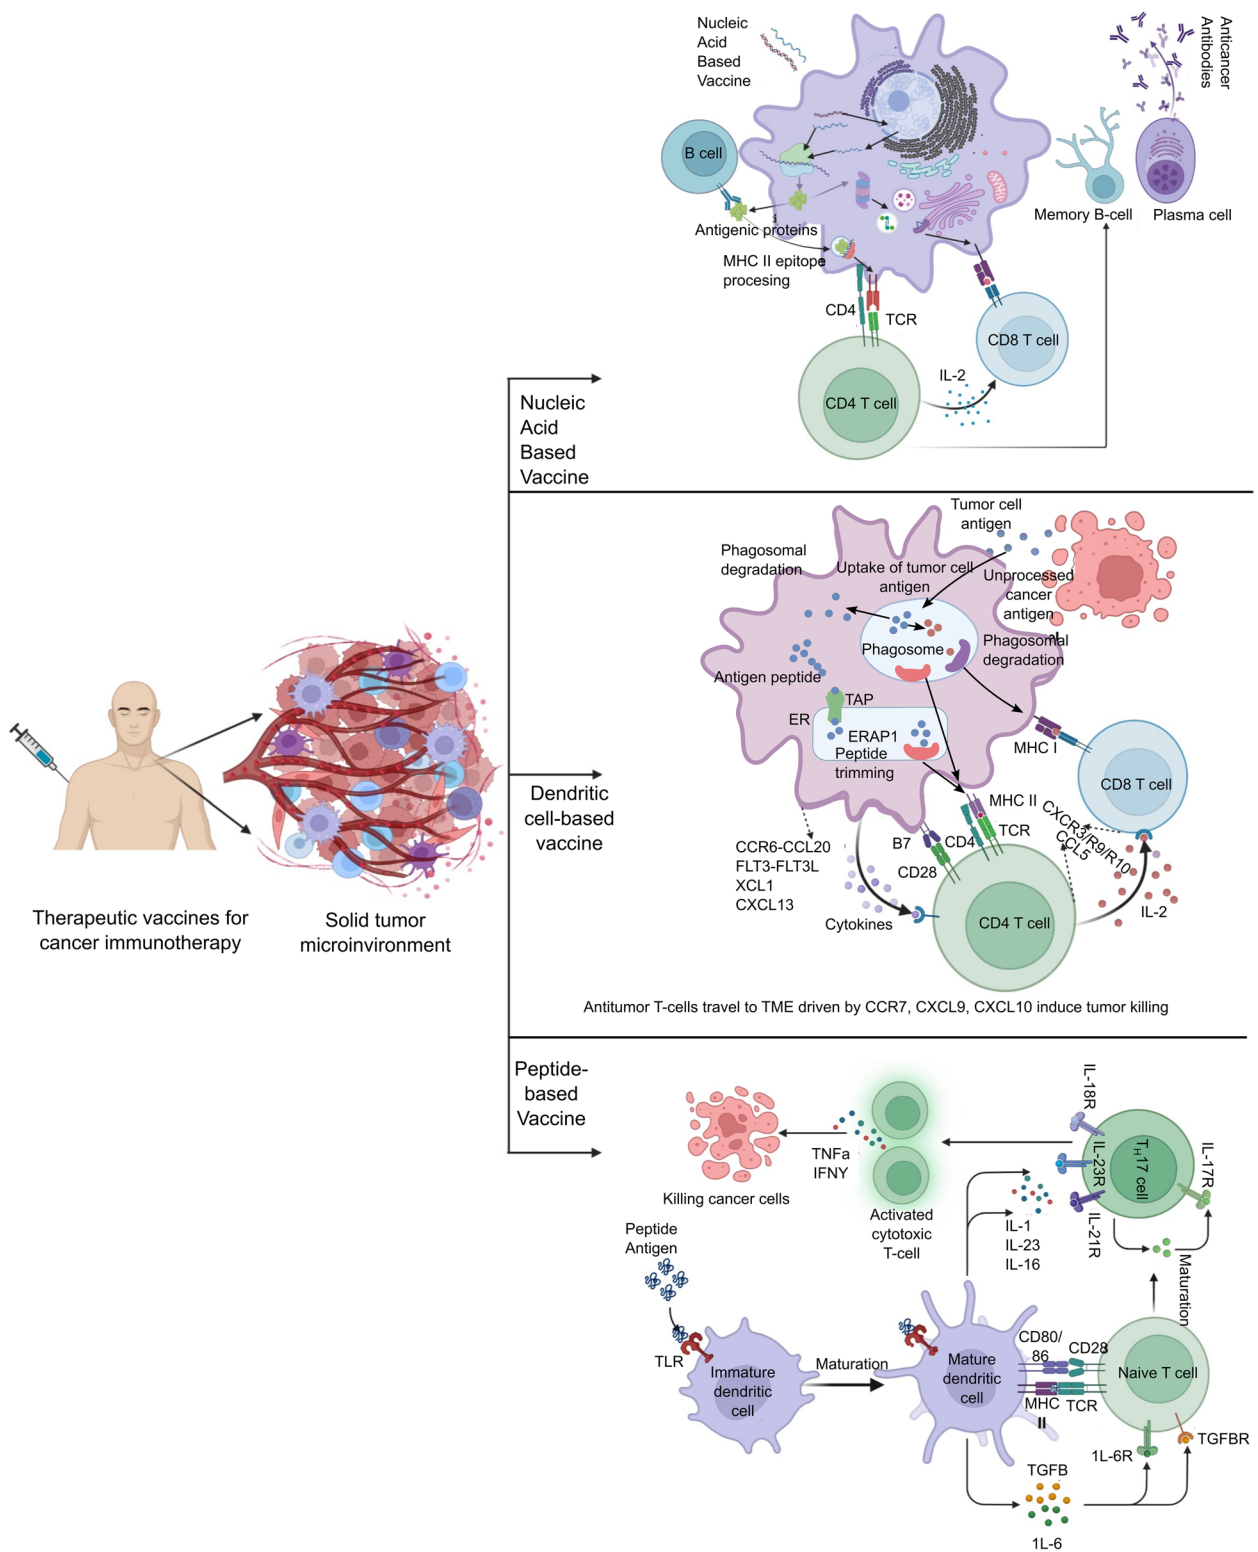 Nucleic
Acid
Based
Vaccine
Anticancer
Antibodies
B cell
Memory B-cell
Plasma cell
Antigenic proteins
MHC II epitope
procesing
CD4
TCR
CD8 T cell
IL-2
CD4 T cell
Nucleic
Acid
Based
Vaccine
Tumor cell
antigen
Phagosomal
degradation
Uptake of tumor cell
antigen
Unprocessed
cancer
antigen
Phagosome
Phagosomal
al
degradation
Antigen peptide
TAP
ER
ERAP1
Peptide
trimming
MHC I
CD8 T cell
Dendritic
cell-based
vaccine
MHC II
CXCR3/R9/R10
CCL5
TCR
B7
CD4
CD28
CCR6-CCL20
FLT3-FLT3L
XCL1
CXCL13
Cytokines
CD4 T cell
IL-2
Therapeutic vaccines for
cancer immunotherapy
Solid tumor
microinvironment
Antitumor T-cells travel to TME driven by CCR7, CXCL9, CXCL10 induce tumor killing
Peptide-
based
Vaccine
IL-18R
IL-23R
IL-21R
TH17 cell
IL-17R
TNFa
IFNY
Killing cancer cells
Activated
cytotoxic
T-cell
IL-1
IL-23
IL-16
Peptide
Antigen
Maturation
TLR
Immature
dendritic
cell
Maturation
Mature
dendritic
cell
CD80/
86
CD28
MHC
II
TCR
Naive T cell
1L-6R
TGFBR
TGFB
1L-6